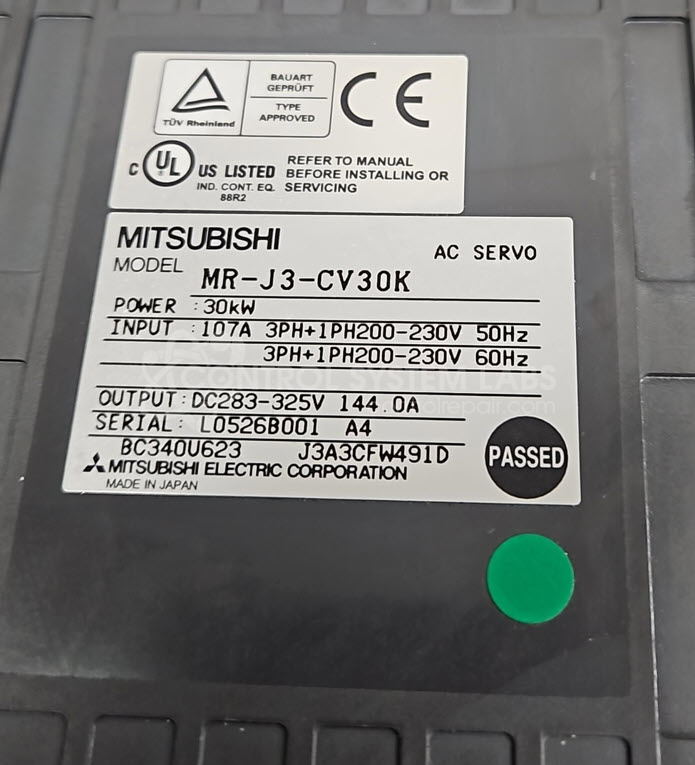 TÜV Rheinland
BAUART
GEPRÜFT
TYPE
APPROVED
CE
C UL US LISTED
IND. CONT. EQ.
88R2
REFER TO MANUAL
BEFORE INSTALLING OR
SERVICING
MITSUBISHI
AC SERVO
MODEL MR-J3-CV30K
POWER : 30kW
INPUT : 107A 3PH+1PH200-230V 50Hz
3PH+1PH200-230V 60Hz
CONTROL SYSTEM LABS
OUTPUT : DC283-325V 144.0A
SERIAL : L0526B001 A4
BC340U623 J3A3CFW491D
PASSED
MITSUBISHI ELECTRIC CORPORATION
MADE IN JAPAN